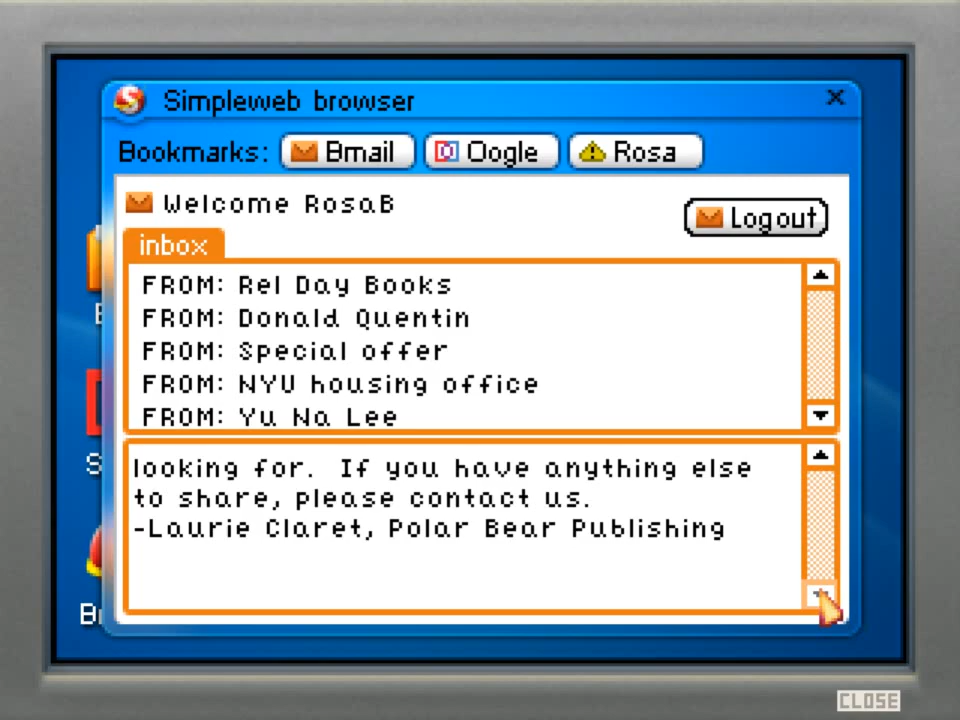 Simpleweb browser
Bookmarks: Bmail Oogle Rosa
Welcome RosaB
Logout
inbox
FROM: Rel Day Books
FROM: Donald Quentin
FROM: Special offer
FROM: NYU housing office
FROM: Yu Na Lee
looking for. If you have anything else
to share, please contact us.
-Laurie Claret, Polar Bear Publishing
CLOSE